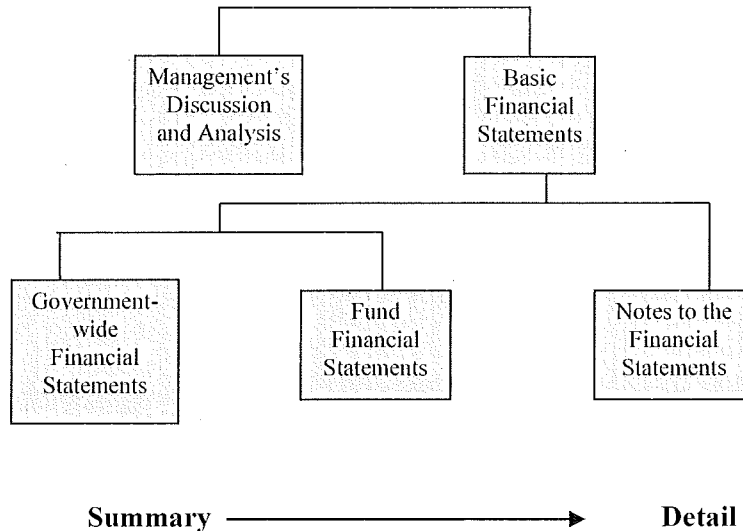 Management's
Discussion
and Analysis
Basic
Financial
Statements
Government-
wide
Financial
Statements
Fund
Financial
Statements
Notes to the
Financial
Statements
Summary
Detail